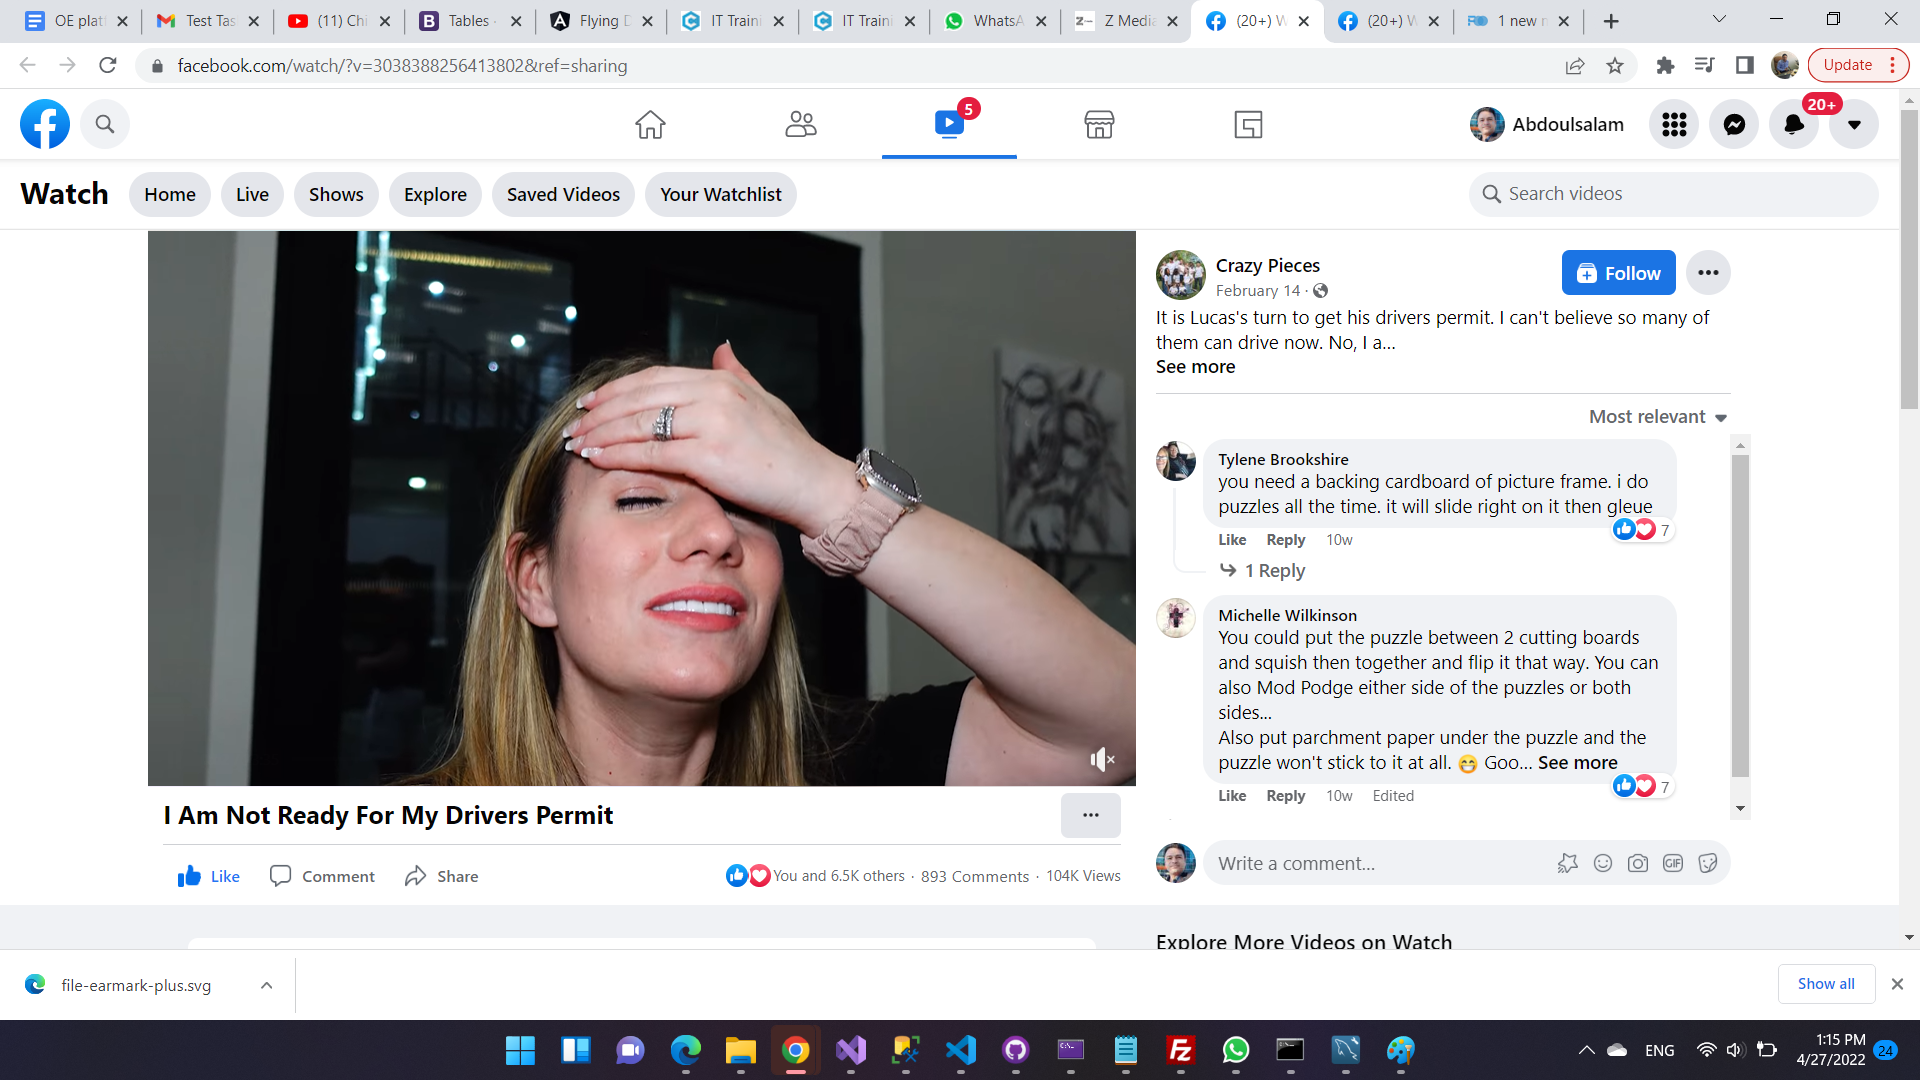 OE plat
Test Tas
(11) Chi
Tables
Flying D
IT Traini
IT Traini
WhatsA
Z Media
(20+) W
(20+) W
1 new m
facebook.com/watch/?v=3038388256413802&ref=sharing
Update
5
Abdoulsalam
20+
Watch
Home
Live
Shows
Explore
Saved Videos
Your Watchlist
Search videos
Crazy Pieces
February 14 ·
Follow
It is Lucas's turn to get his drivers permit. I can't believe so many of
them can drive now. No, I a...
See more
Most relevant
Tylene Brookshire
you need a backing cardboard of picture frame. i do
puzzles all the time. it will slide right on it then gleue
7
Like Reply 10w
1 Reply
Michelle Wilkinson
You could put the puzzle between 2 cutting boards
and squish then together and flip it that way. You can
also Mod Podge either side of the puzzles or both
sides...
Also put parchment paper under the puzzle and the
puzzle won't stick to it at all. 😁 Goo... See more
7
Like Reply 10w Edited
I Am Not Ready For My Drivers Permit
Like
Comment
Share
You and 6.5K others · 893 Comments · 104K Views
Write a comment...
GIF
Explore More Videos on Watch
file-earmark-plus.svg
Show all
ENG
1:15 PM
4/27/2022
24